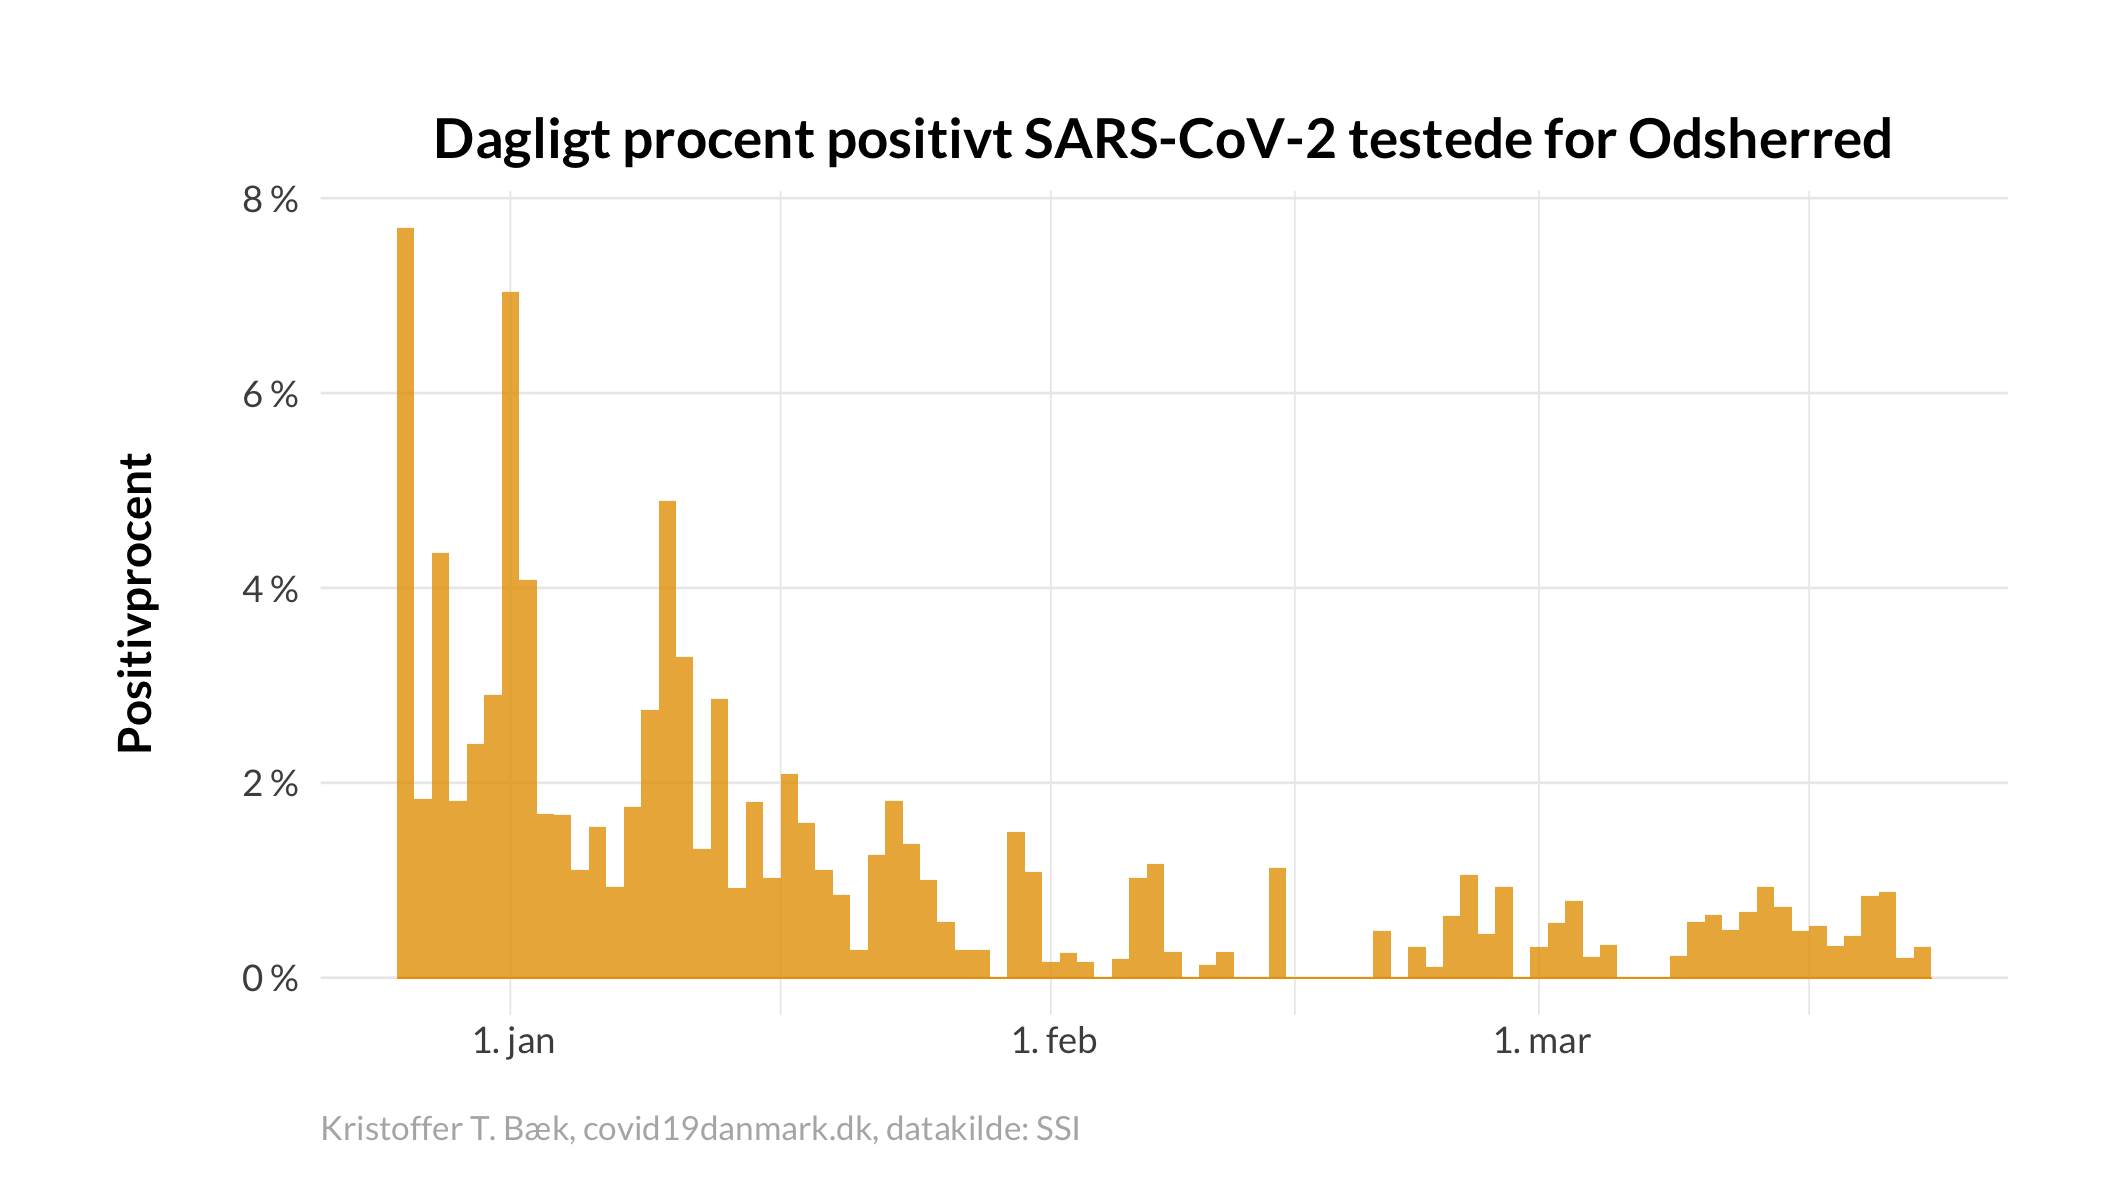 Dagligt procent positivt SARS-CoV-2 testede for Odsherred
Positivprocent
8 %
6 %
4 %
2 %
0 %
1. jan
1. feb
1. mar
Kristoffer T. Bæk, covid19danmark.dk, datakilde: SSI